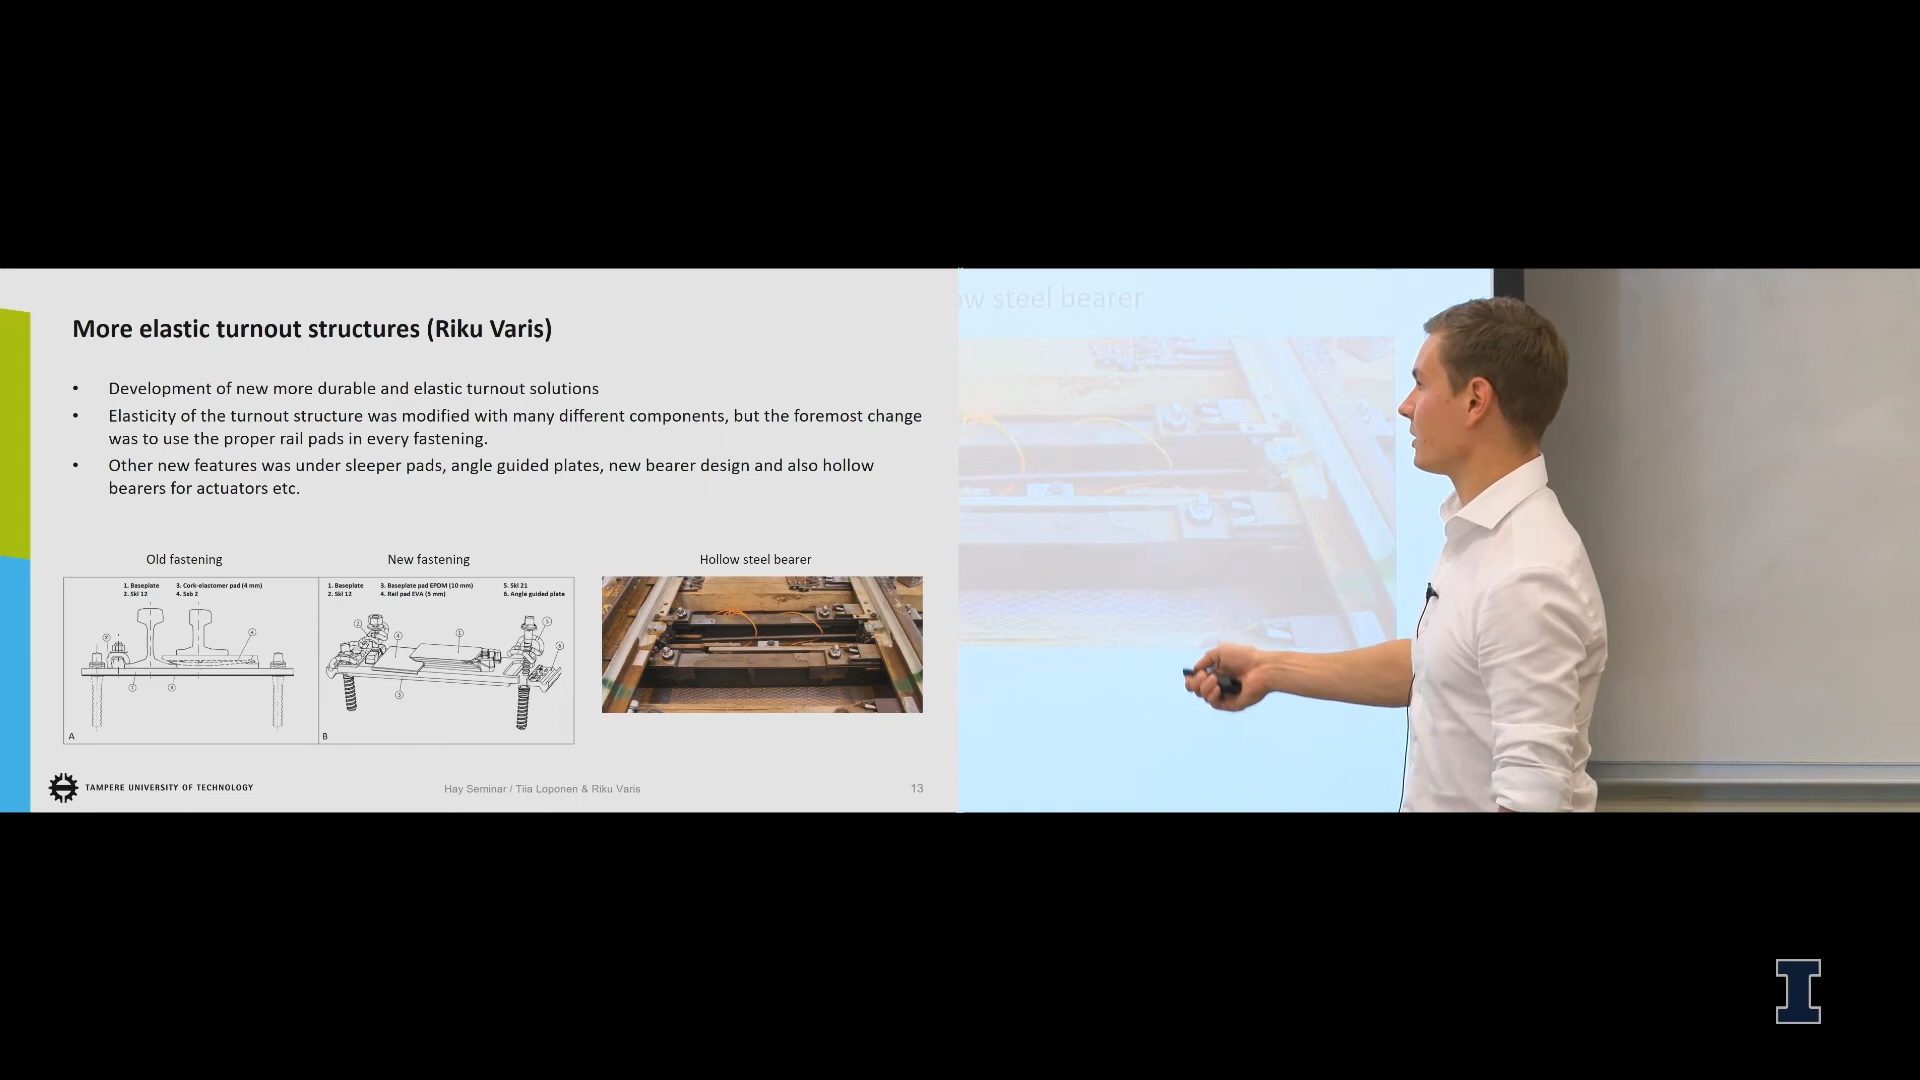 More elastic turnout structures (Riku Varis)
• Development of new more durable and elastic turnout solutions
• Elasticity of the turnout structure was modified with many different components, but the foremost change
was to use the proper rail pads in every fastening.
• Other new features was under sleeper pads, angle guided plates, new bearer design and also hollow
bearers for actuators etc.
Old fastening
1. Baseplate 3. Cork-elastomer pad (4 mm)
2. Skl 12 4. Ssb 2
A
New fastening
1. Baseplate 3. Baseplate pad EPDM (10 mm) 5. Skl 21
2. Skl 12 4. Rail pad EVA (5 mm) 6. Angle guided plate
B
Hollow steel bearer
TAMPERE UNIVERSITY OF TECHNOLOGY
Hay Seminar / Tiia Loponen & Riku Varis
13
ow steel bearer
I